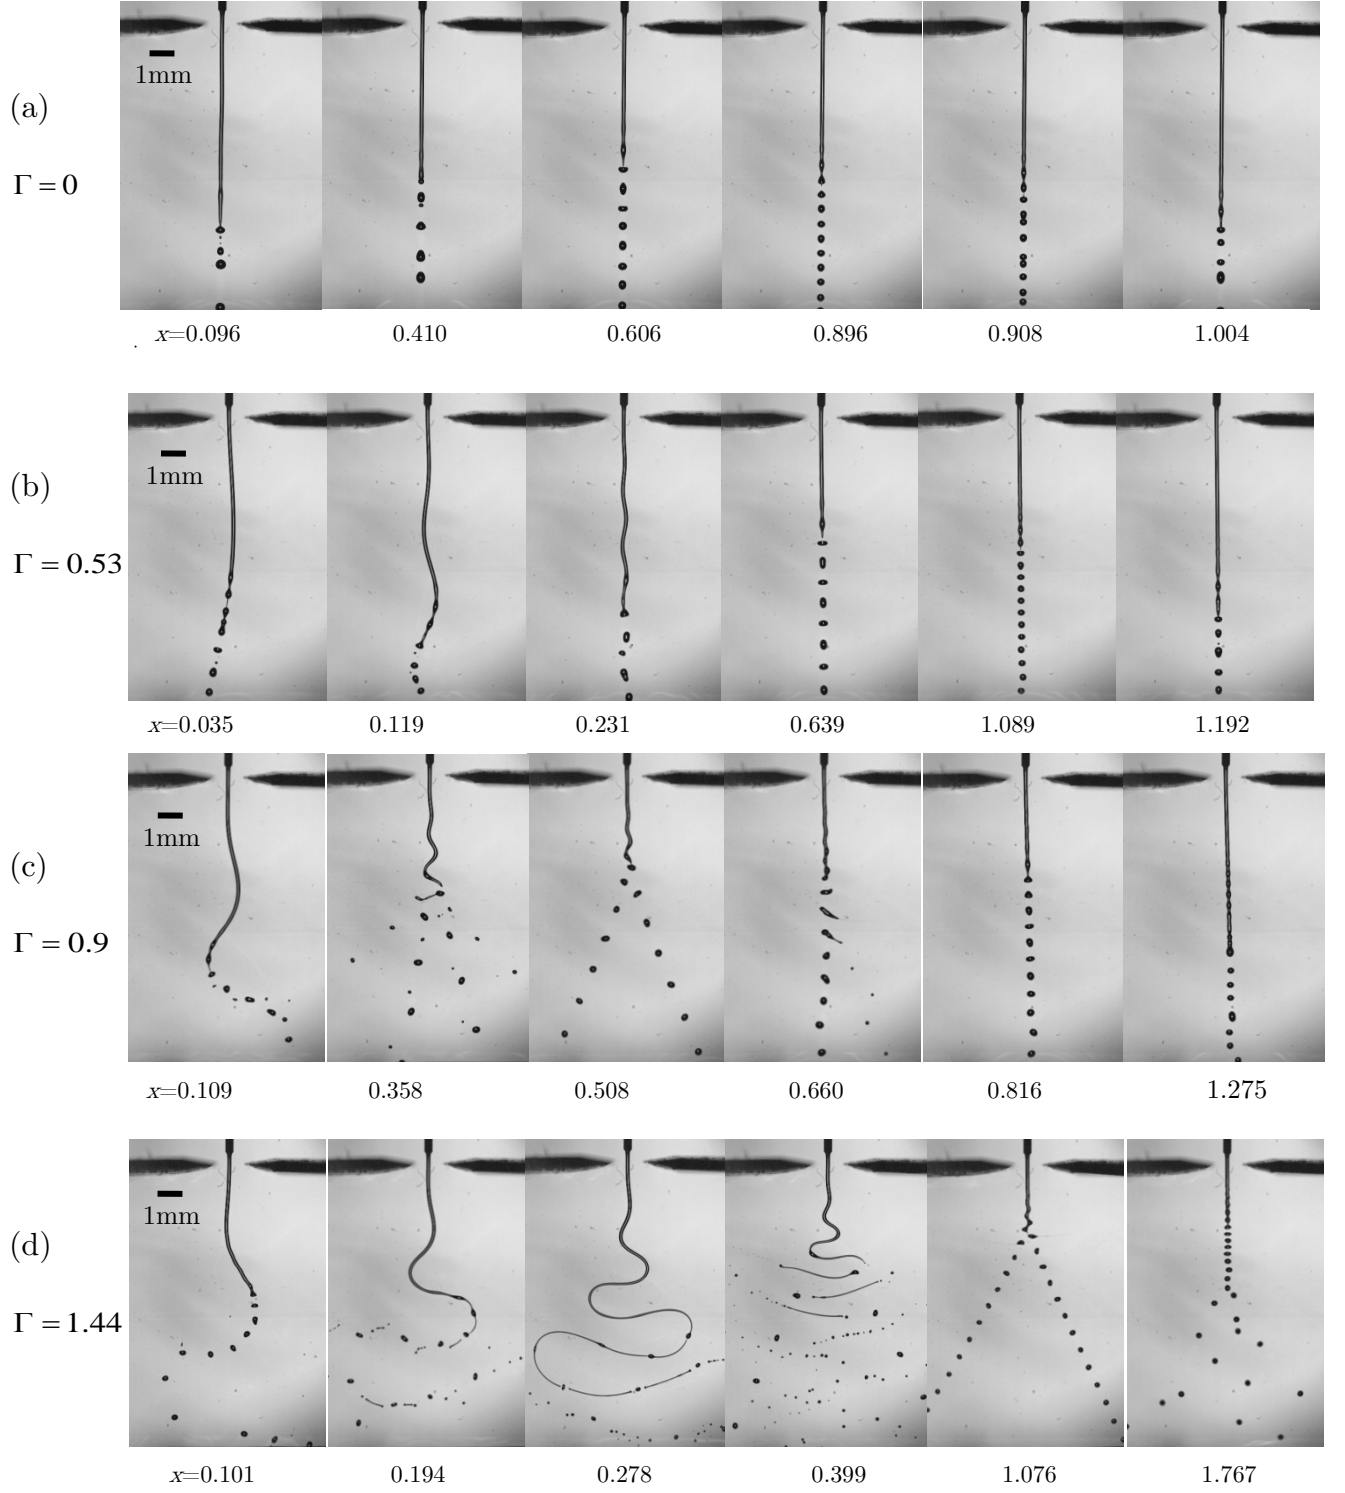 1mm
(a)
Γ = 0
x=0.096 0.410 0.606 0.896 0.908 1.004
1mm
(b)
Γ = 0.53
x=0.035 0.119 0.231 0.639 1.089 1.192
1mm
(c)
Γ = 0.9
x=0.109 0.358 0.508 0.660 0.816 1.275
1mm
(d)
Γ = 1.44
x=0.101 0.194 0.278 0.399 1.076 1.767